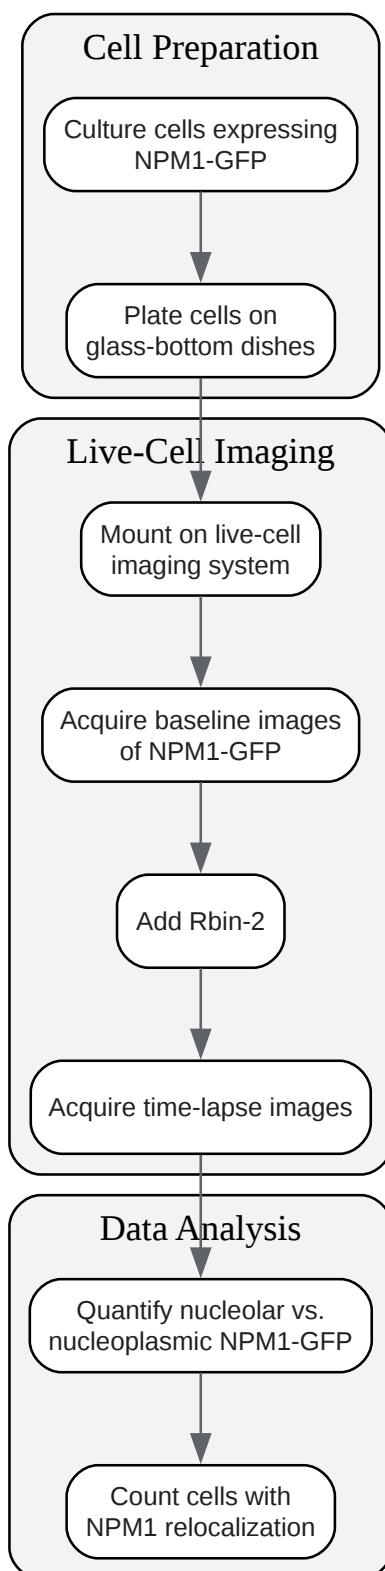 Cell Preparation
Culture cells expressing
NPM1-GFP
Plate cells on
glass-bottom dishes
Live-Cell Imaging
Mount on live-cell
imaging system
Acquire baseline images
of NPM1-GFP
Add Rbin-2
Acquire time-lapse images
Data Analysis
Quantify nucleolar vs.
nucleoplasmic NPM1-GFP
Count cells with
NPM1 relocalization